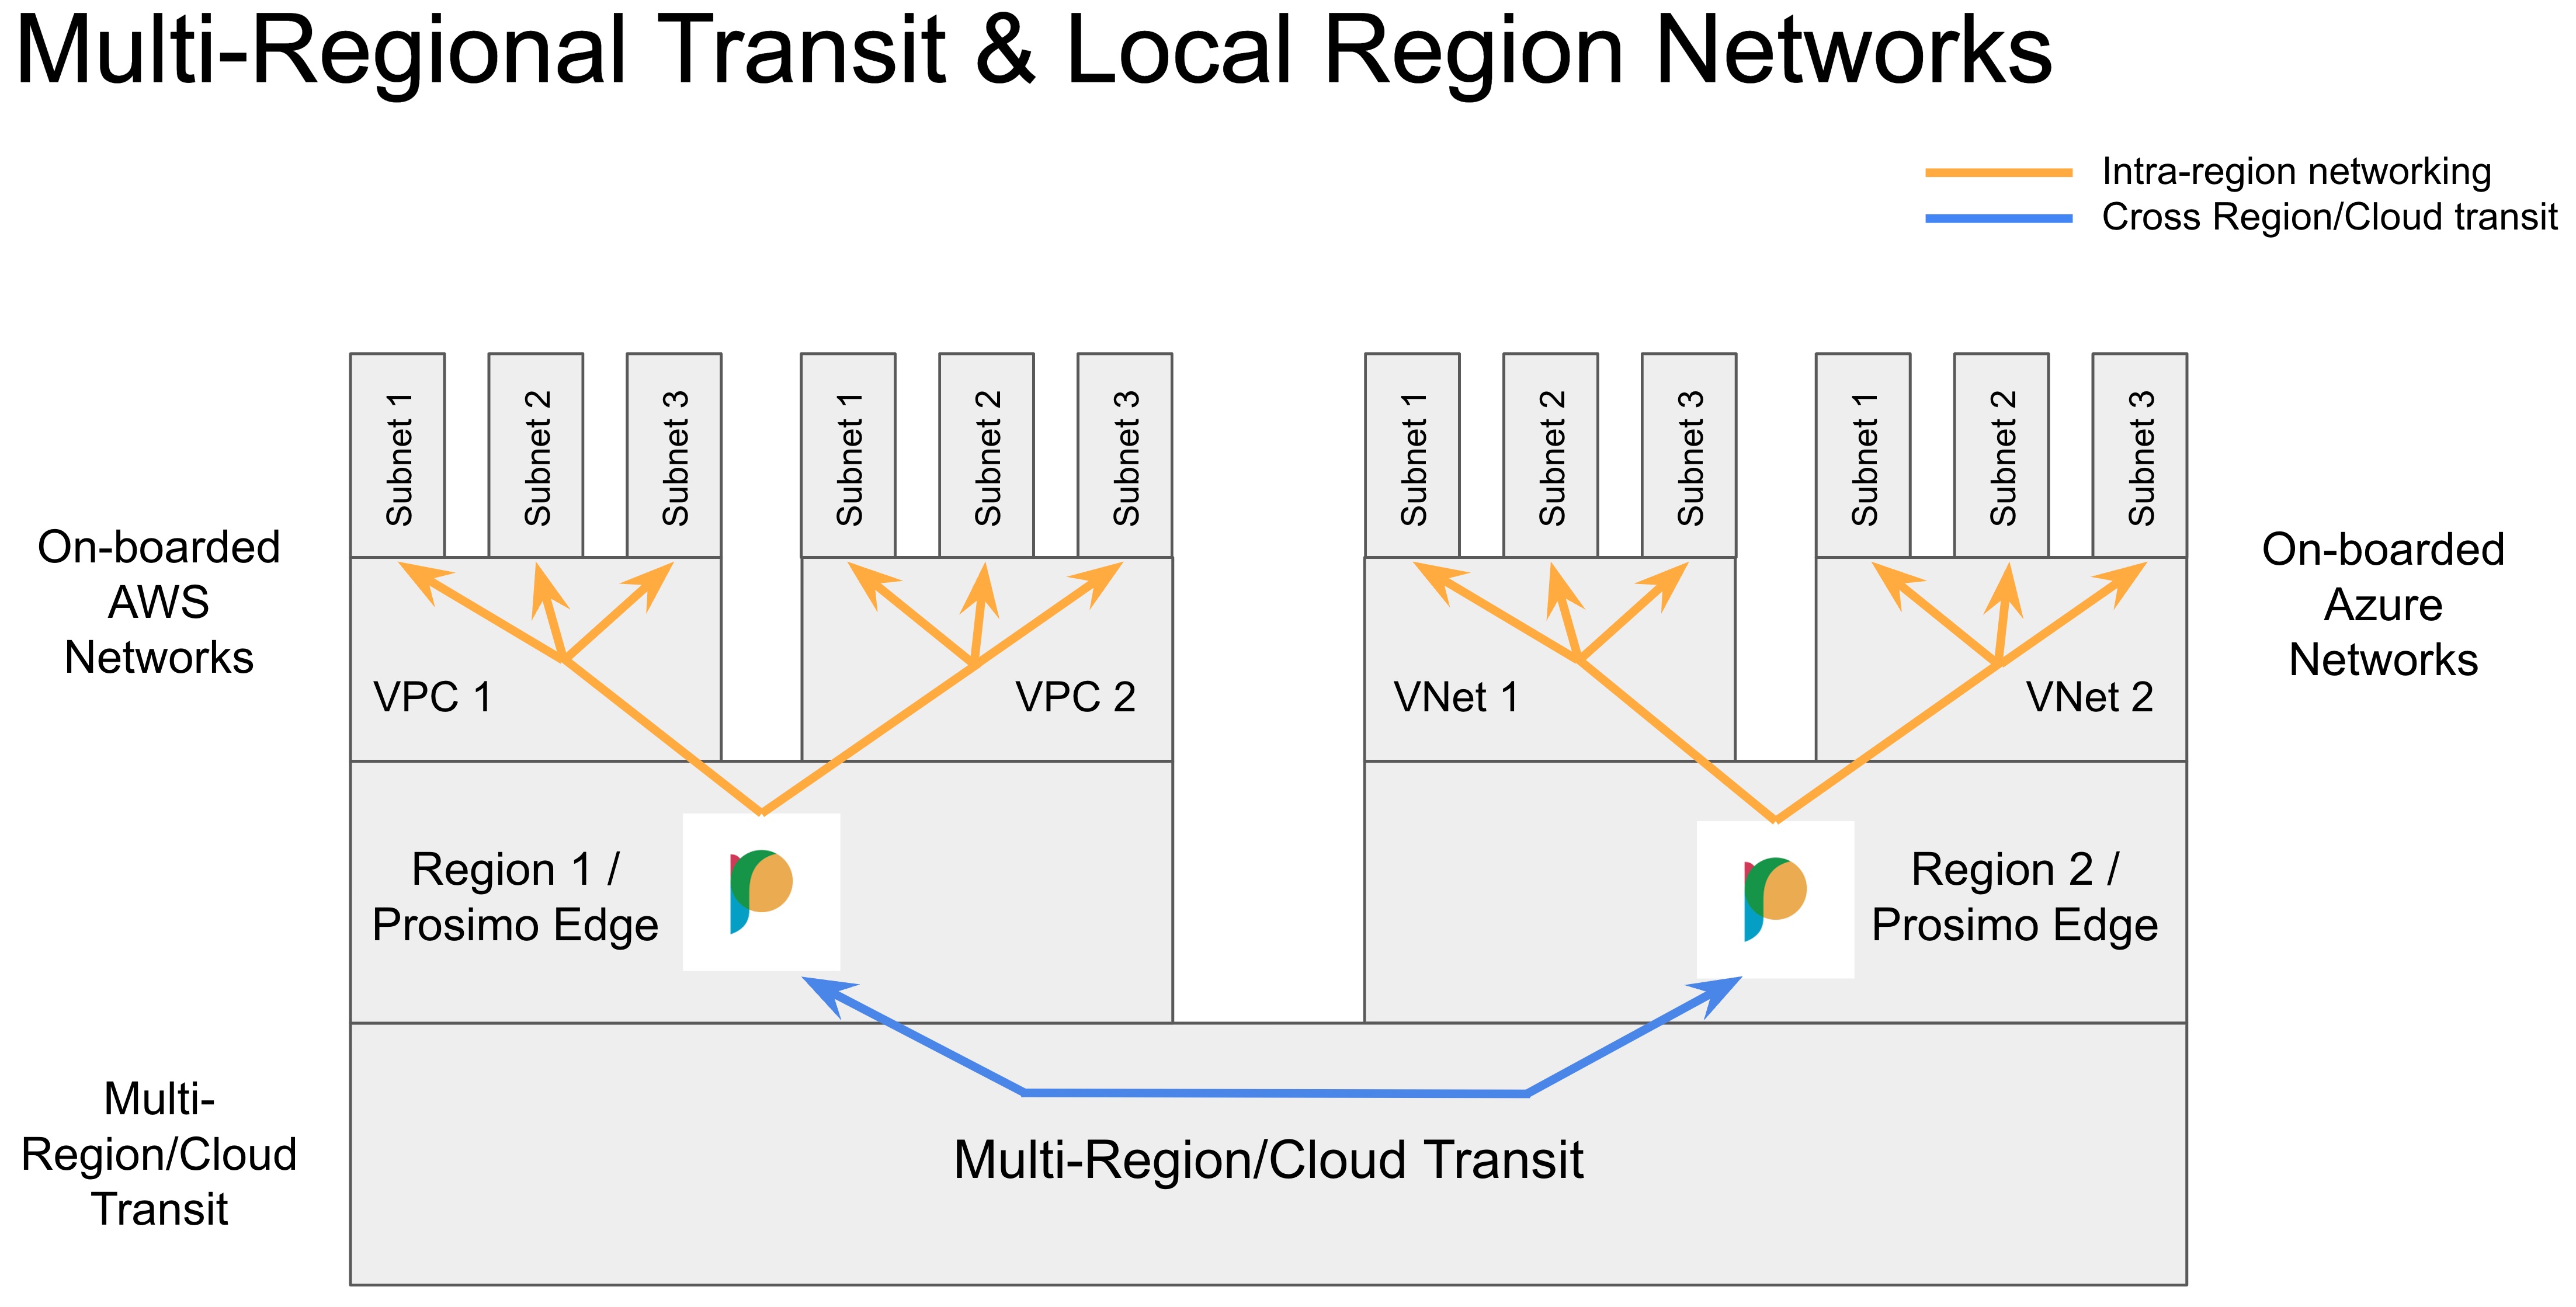 Multi-Regional Transit & Local Region Networks
Intra-region networking
Cross Region/Cloud transit
Subnet 1
Subnet 2
Subnet 3
Subnet 1
Subnet 2
Subnet 3
Subnet 1
Subnet 2
Subnet 3
Subnet 1
Subnet 2
Subnet 3
On-boarded
AWS
Networks
VPC 1
VPC 2
VNet 1
VNet 2
On-boarded
Azure
Networks
Region 1 /
Prosimo Edge
Region 2 /
Prosimo Edge
Multi-
Region/Cloud
Transit
Multi-Region/Cloud Transit